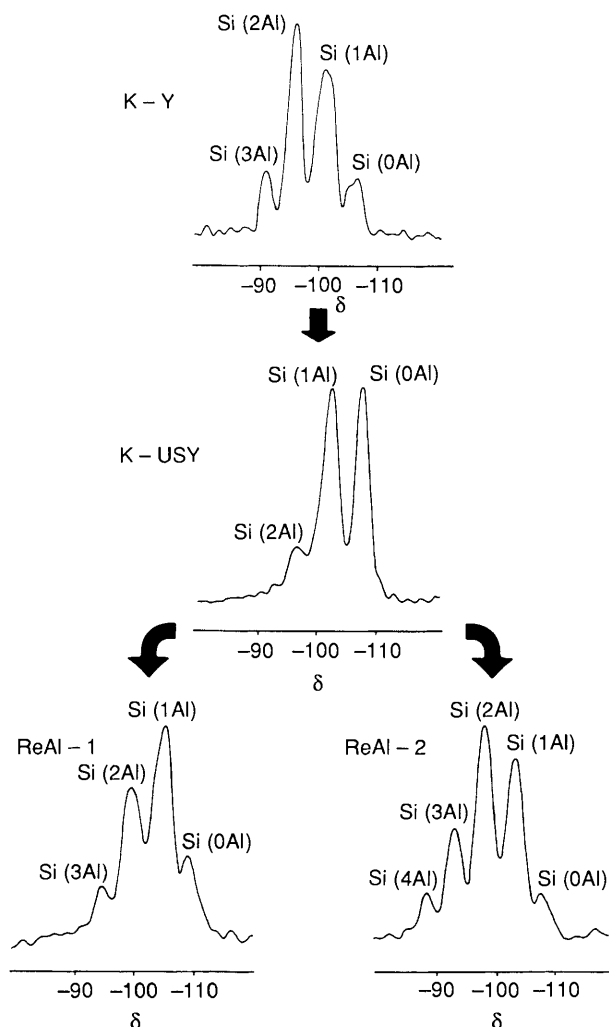 Si (2Al)
Si (1Al)
K – Y
Si (3Al)
Si (0Al)
–90 –100 –110
δ
Si (1Al) Si (0Al)
K – USY
Si (2Al)
–90 –100 –110
δ
Si (1Al)
ReAl – 1
Si (2Al)
Si (0Al)
Si (3Al)
–90 –100 –110
δ
Si (2Al)
ReAl – 2
Si (1Al)
Si (3Al)
Si (4Al)
Si (0Al)
–90 –100 –110
δ